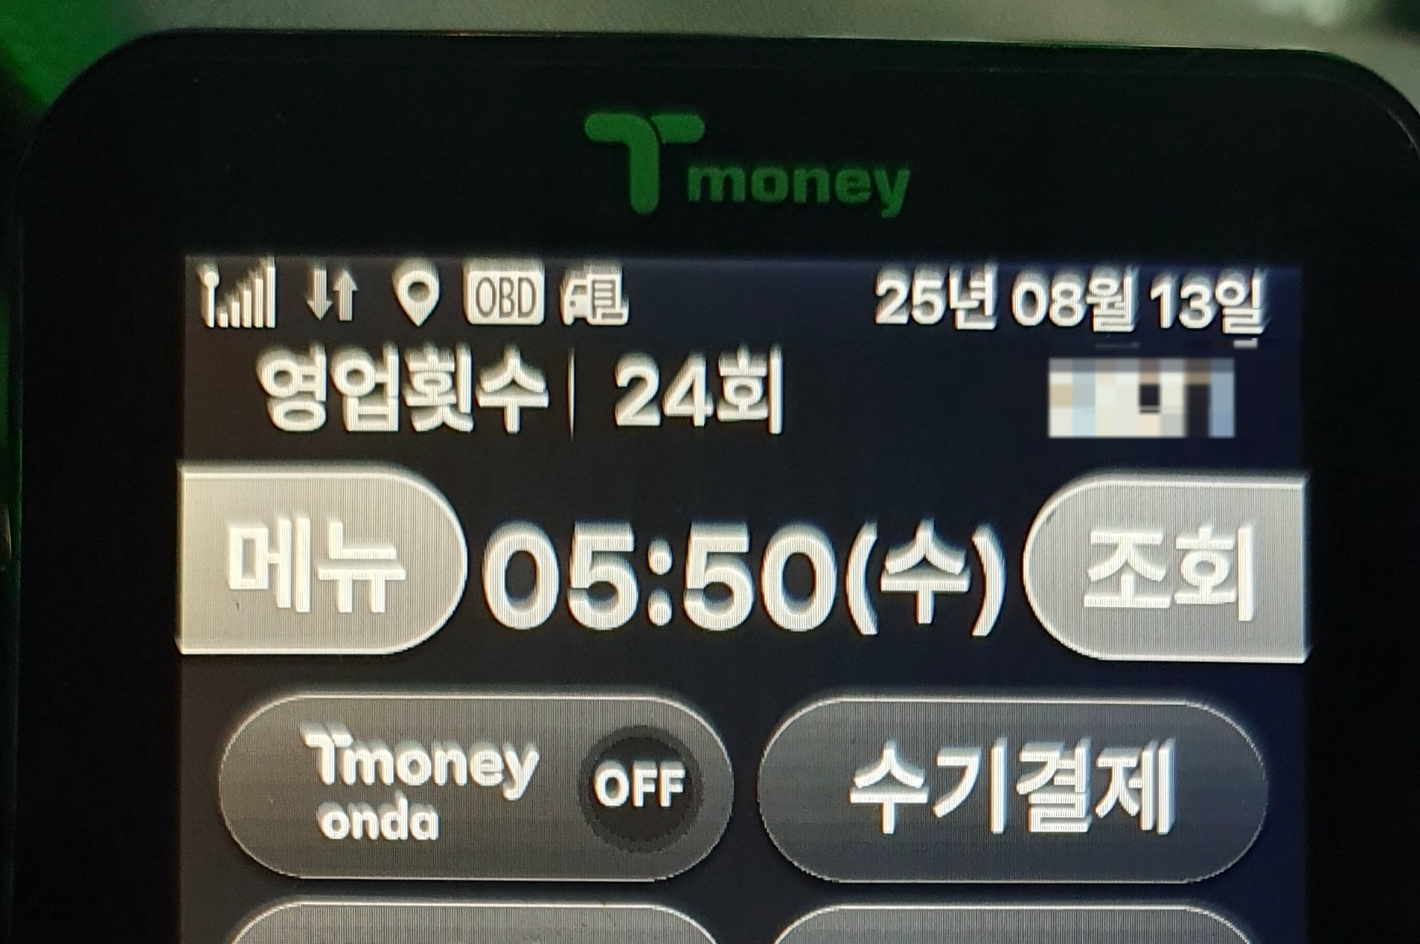 Tmoney
OBD 25년 08월 13일
영업횟수 24회
메뉴 05:50(수) 조회
Tmoney onda OFF 수기결제